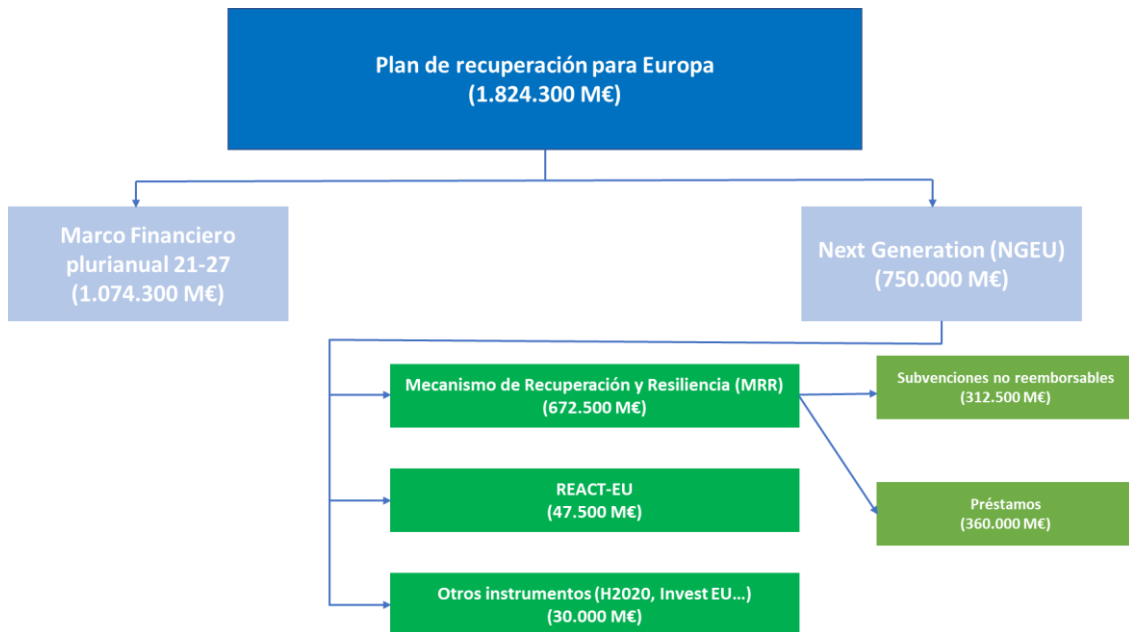 Plan de recuperación para Europa
(1.824.300 M€)
Marco Financiero
plurianual 21-27
(1.074.300 M€)
Next Generation (NGEU)
(750.000 M€)
Mecanismo de Recuperación y Resiliencia (MRR)
(672.500 M€)
Subvenciones no reemborsables
(312.500 M€)
REACT-EU
(47.500 M€)
Préstamos
(360.000 M€)
Otros instrumentos (H2020, Invest EU...)
(30.000 M€)